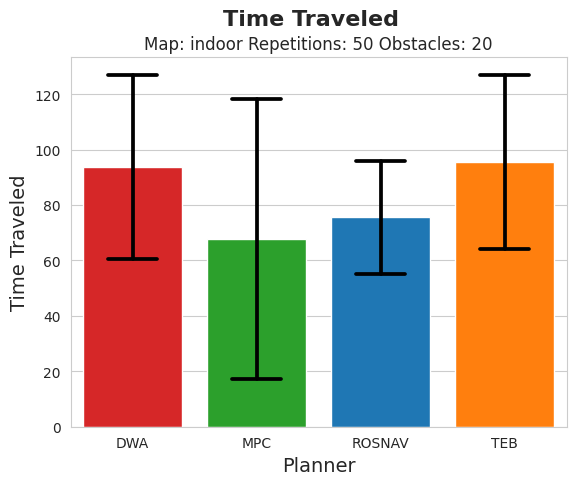 Time Traveled
Map: indoor Repetitions: 50 Obstacles: 20
Time Traveled
120
100
80
60
40
20
0
DWA MPC ROSNAV TEB
Planner